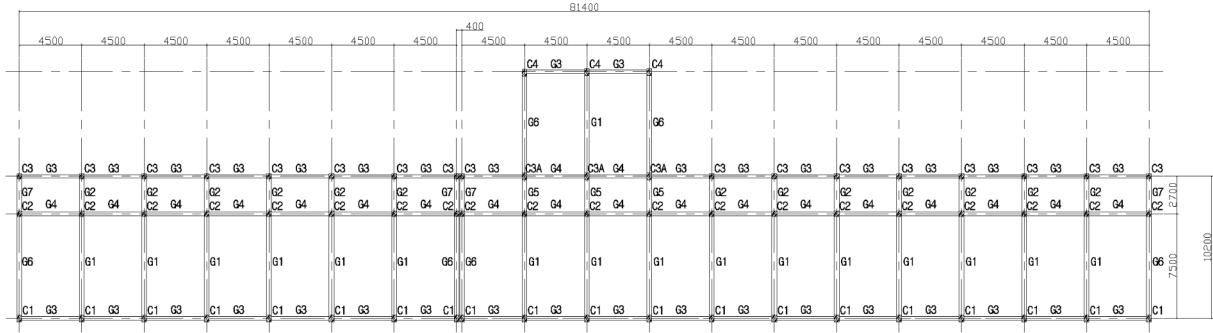 81400
400
4500 4500 4500 4500 4500 4500 4500 4500 4500 4500 4500 4500 4500 4500 4500 4500 4500 4500
C4 G3 C4 G3 C4
G6 G1 G6
C3 G3 C3 G3 C3 G3 C3 G3 C3 G3 C3 G3 C3 G3 C3 C3 G3 C3A G4 C3A G4 C3A G3 C3 G3 C3 G3 C3 G3 C3 G3 C3 G3 C3 G3 C3 G3 C3
G7 G2 G2 G2 G2 G2 G2 G7 G7 G5 G5 G5 G2 G2 G2 G2 G2 G2 G2 G7
2700
C2 G4 C2 G4 C2 G4 C2 G4 C2 G4 C2 G4 C2 G4 C2 C2 G4 C2 G4 C2 G4 C2 G4 C2 G4 C2 G4 C2 G4 C2 G4 C2 G4 C2 G4 C2 G4 C2
10200
G6 G1 G1 G1 G1 G1 G1 G6 G6 G1 G1 G1 G1 G1 G1 G1 G1 G1 G1 G6
7500
C1 G3 C1 G3 C1 G3 C1 G3 C1 G3 C1 G3 C1 G3 C1 C1 G3 C1 G3 C1 G3 C1 G3 C1 G3 C1 G3 C1 G3 C1 G3 C1 G3 C1 G3 C1 G3 C1